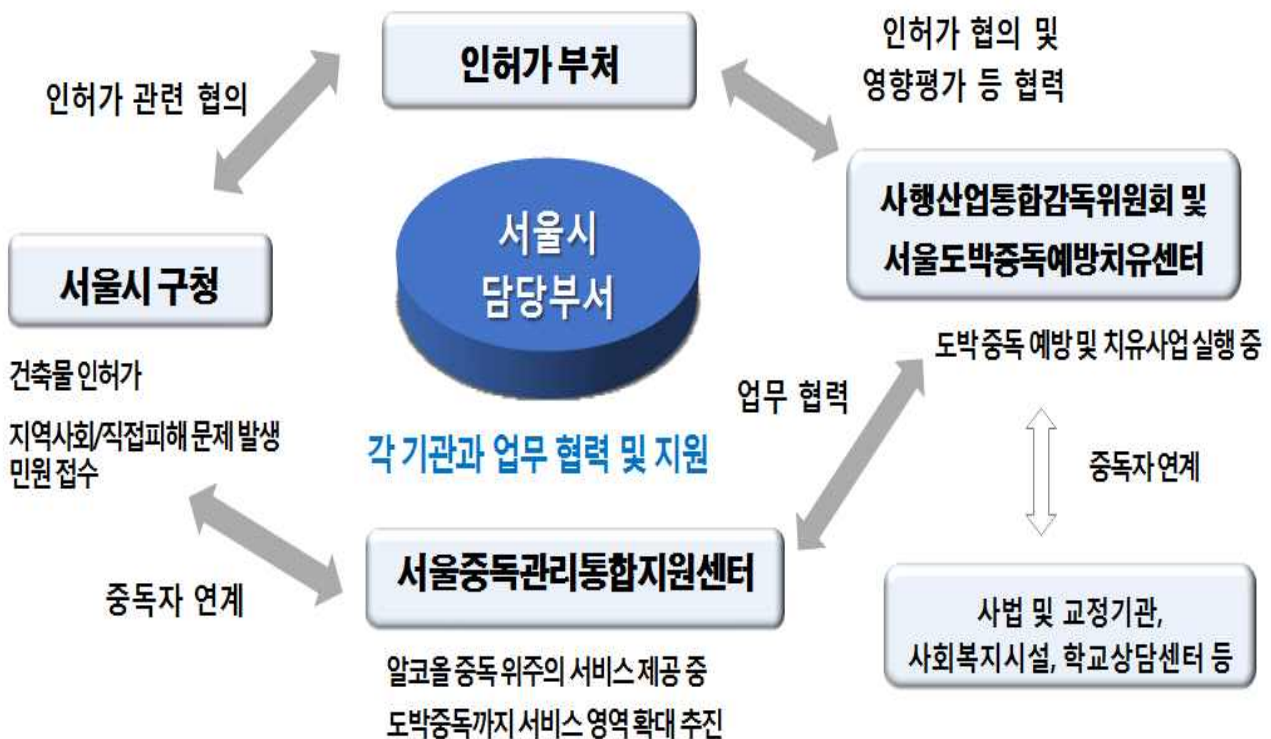 인허가 부처
인허가 협의 및
영향평가 등 협력
인허가 관련 협의
사행산업통합감독위원회 및
서울도박중독예방치유센터
서울시
담당부서
서울시 구청
도박 중독 예방 및 치유사업 실행 중
건축물 인허가
업무 협력
지역사회/직접피해 문제 발생
민원 접수
각 기관과 업무 협력 및 지원
중독자 연계
서울중독관리통합지원센터
중독자 연계
사법 및 교정기관,
사회복지시설, 학교상담센터 등
알코올 중독 위주의 서비스 제공 중
도박중독까지 서비스 영역 확대 추진